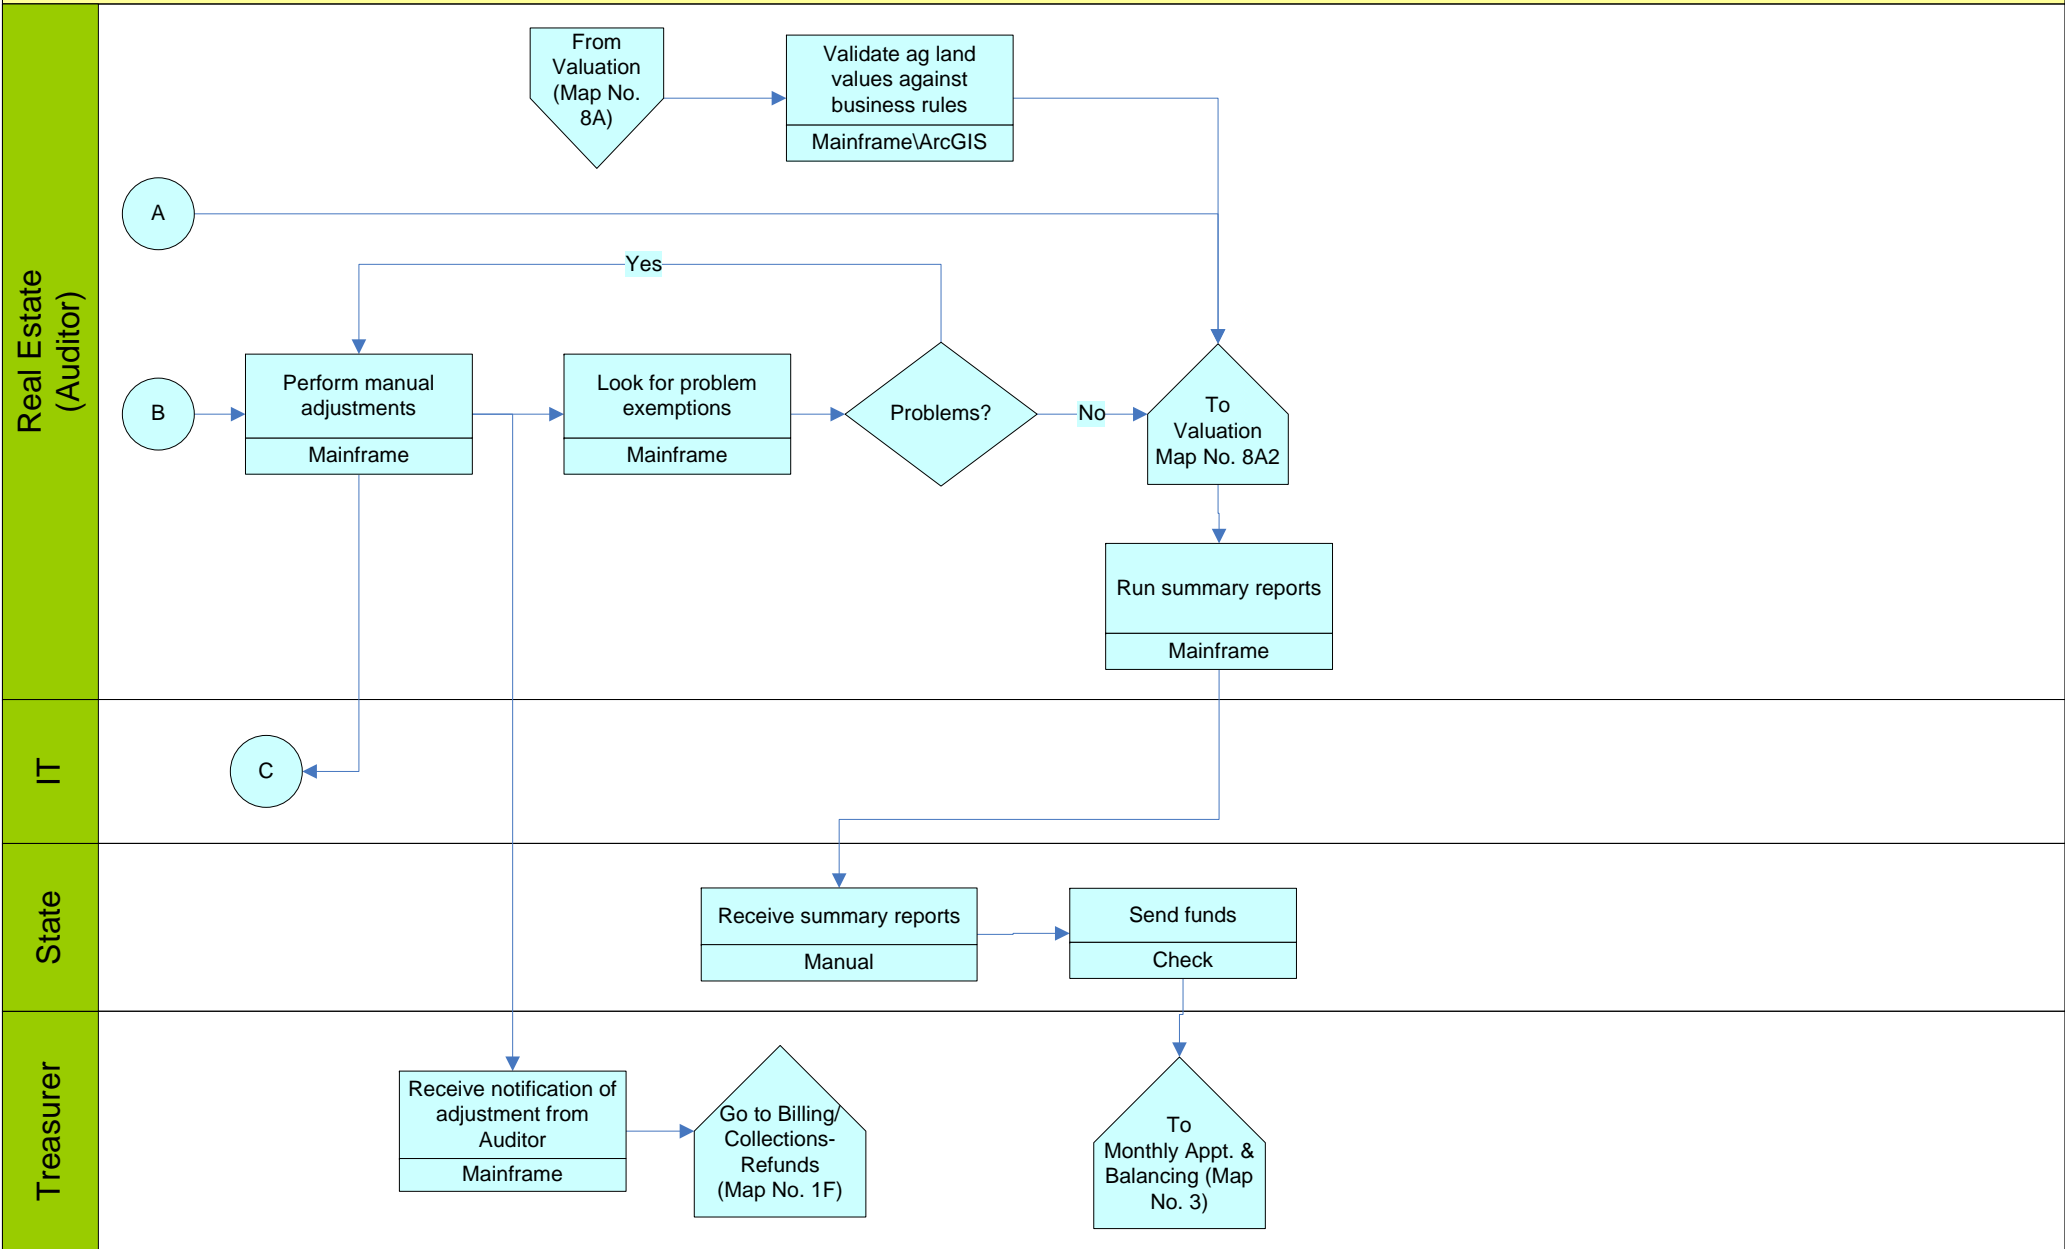 Real Estate
(Auditor)
From
Valuation
(Map No.
8A)
Validate ag land
values against
business rules
Mainframe\ArcGIS
A
Yes
B
Perform manual
adjustments
Mainframe
Look for problem
exemptions
Mainframe
Problems?
No
To
Valuation
Map No. 8A2
Run summary reports
Mainframe
IT
C
State
Receive summary reports
Manual
Send funds
Check
Treasurer
Receive notification of
adjustment from
Auditor
Mainframe
Go to Billing/
Collections-
Refunds
(Map No. 1F)
To
Monthly Appt. &
Balancing (Map
No. 3)